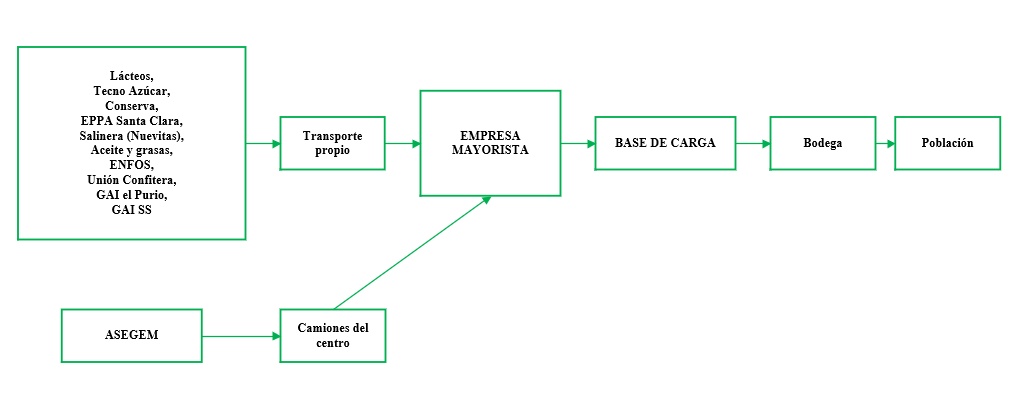 Lácteos,
Tecno Azúcar,
Conserva,
EPPA Santa Clara,
Salinera (Nuevitas),
Aceite y grasas,
ENFOS,
Unión Confitera,
GAI el Purio,
GAI SS
Transporte
propio
EMPRESA
MAYORISTA
BASE DE CARGA
Bodega
Población
ASEGEM
Camiones del
centro